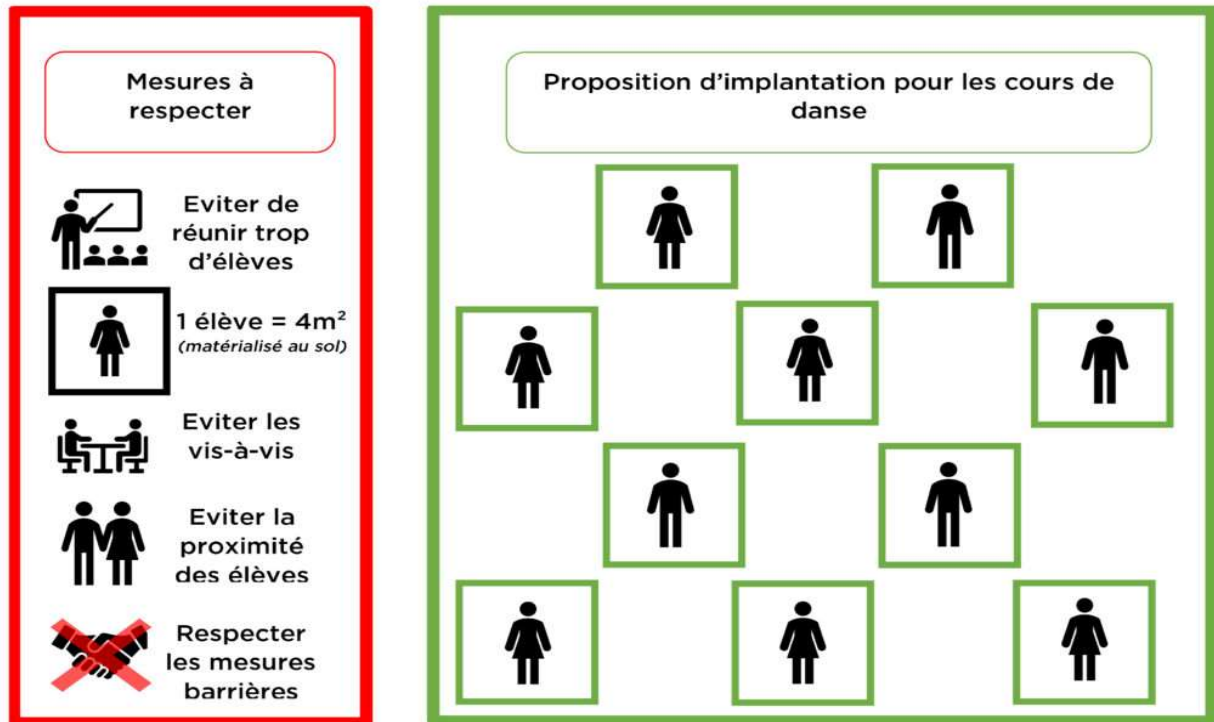 Mesures à
respecter
Eviter de
réunir trop
d'élèves
1 élève = 4m²
(matérialisé au sol)
Eviter les
vis-à-vis
Eviter la
proximité
des élèves
Respecter
les mesures
barrières
Proposition d'implantation pour les cours de
danse